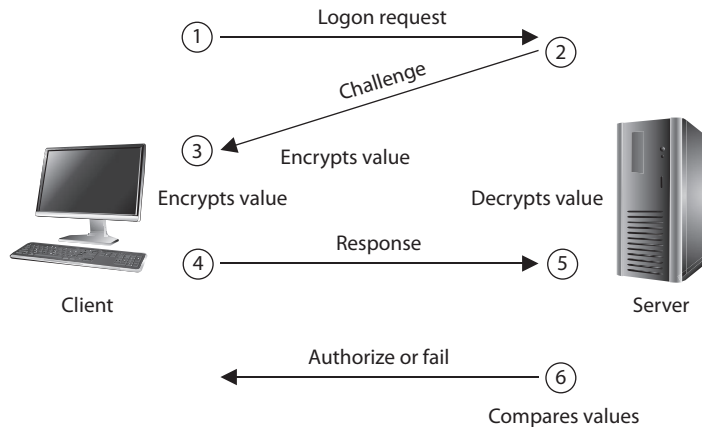 Logon request
1
2
Challenge
3
Encrypts value
Encrypts value
Decrypts value
Response
4
5
Client
Server
Authorize or fail
6
Compares values